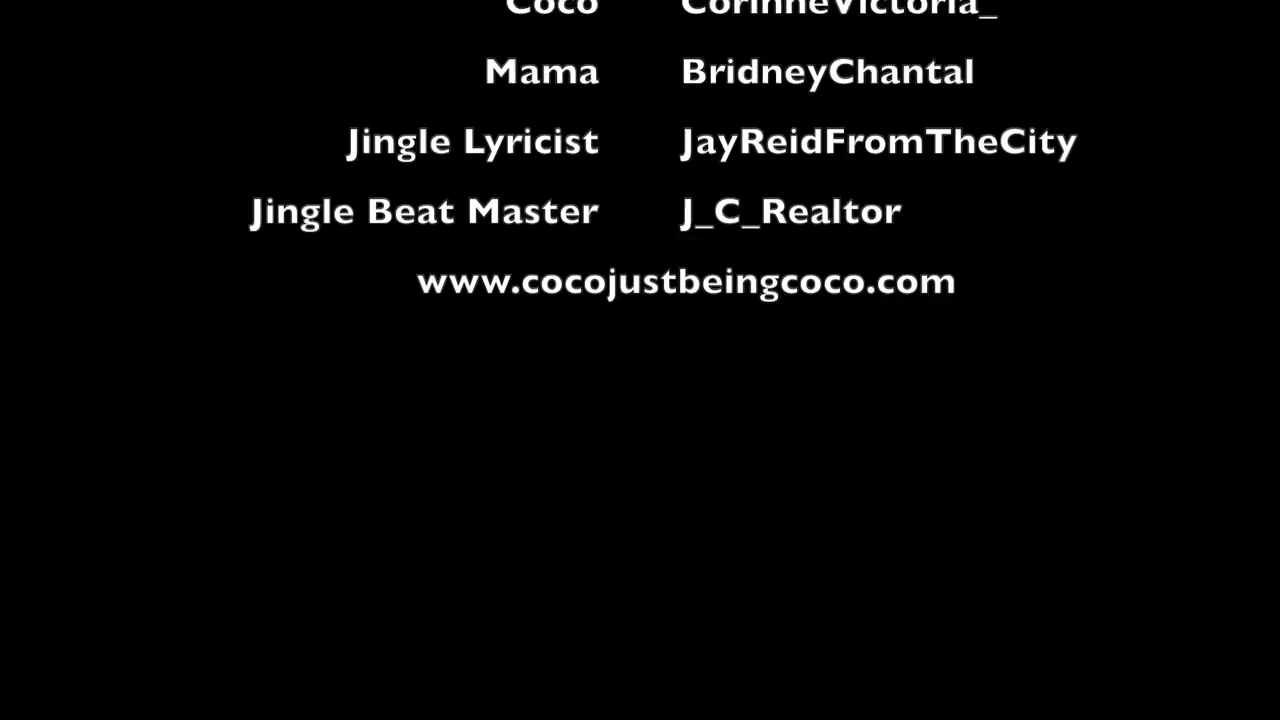 Coco CorinneVictoria_
Mama BridneyChantal
Jingle Lyricist JayReidFromTheCity
Jingle Beat Master J_C_Realtor
www.cocojustbeingcoco.com